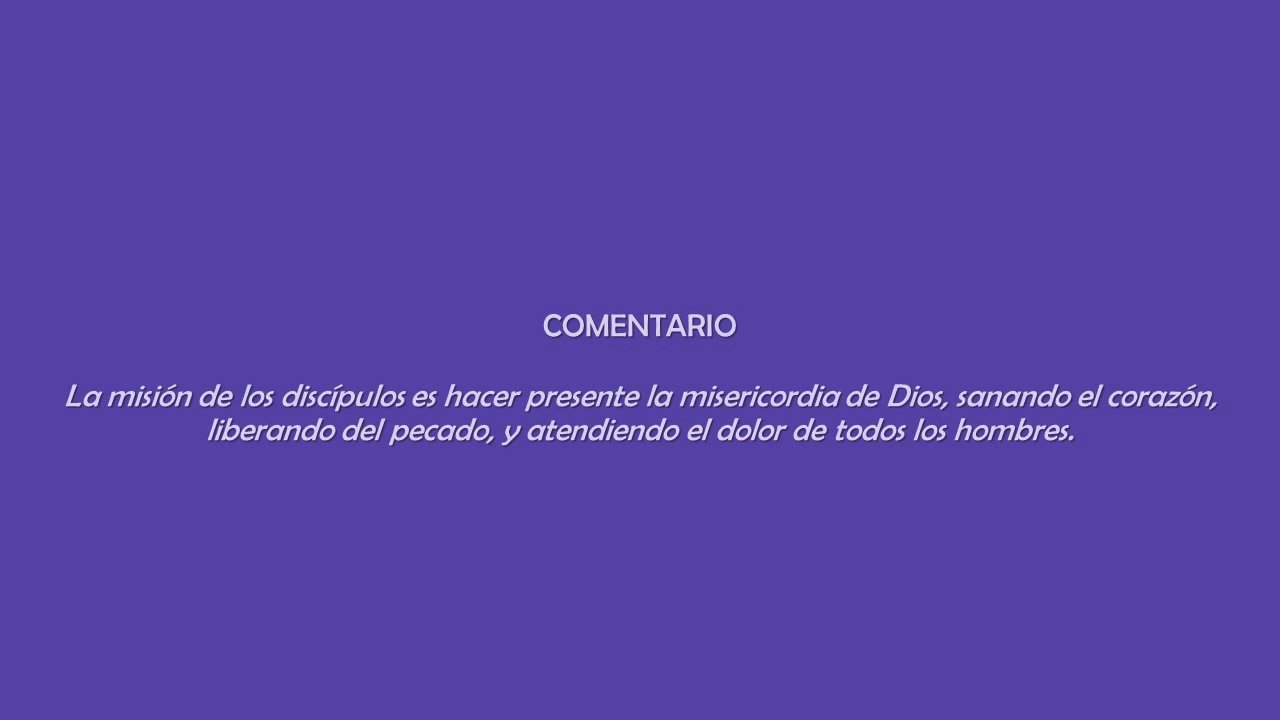 COMENTARIO
La misión de los discípulos es hacer presente la misericordia de Dios, sanando el corazón,
liberando del pecado, y atendiendo el dolor de todos los hombres.